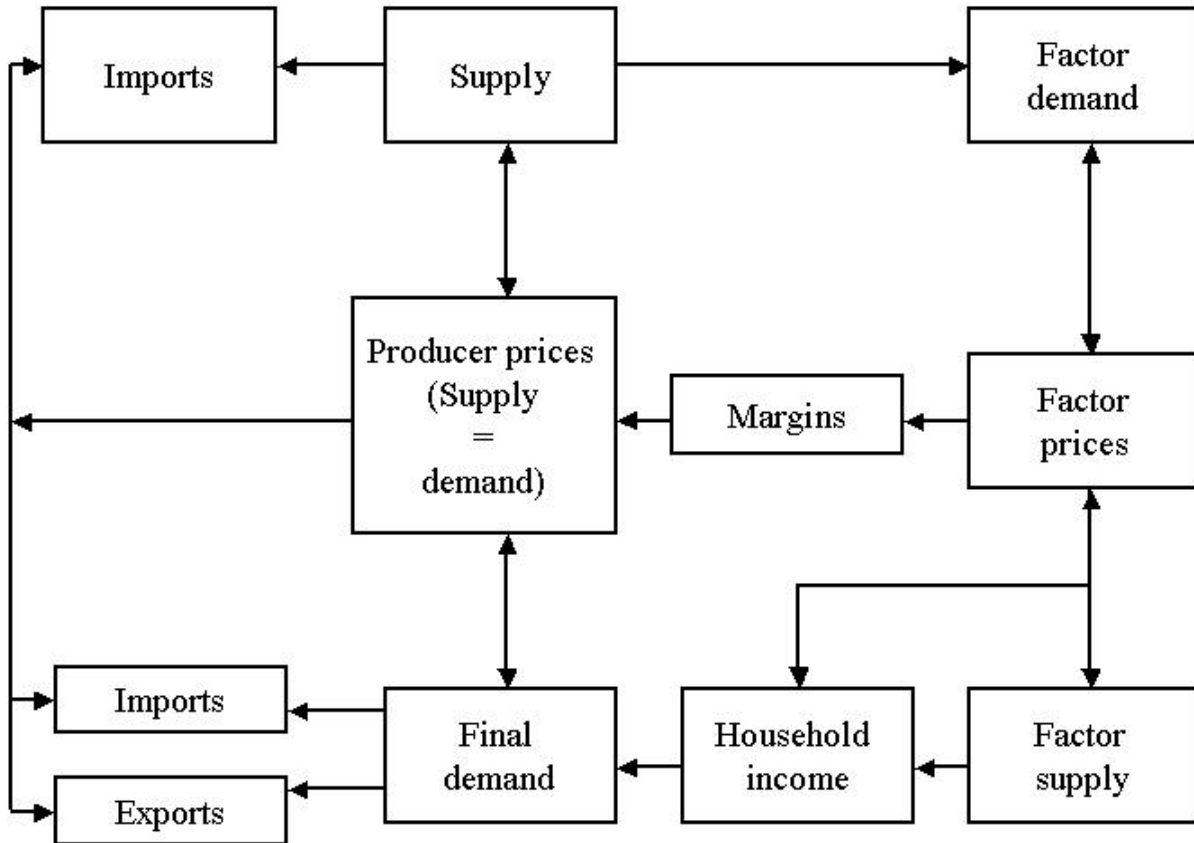 Imports
Supply
Factor
demand
Producer prices
(Supply
=
demand)
Margins
Factor
prices
Imports
Exports
Final
demand
Household
income
Factor
supply